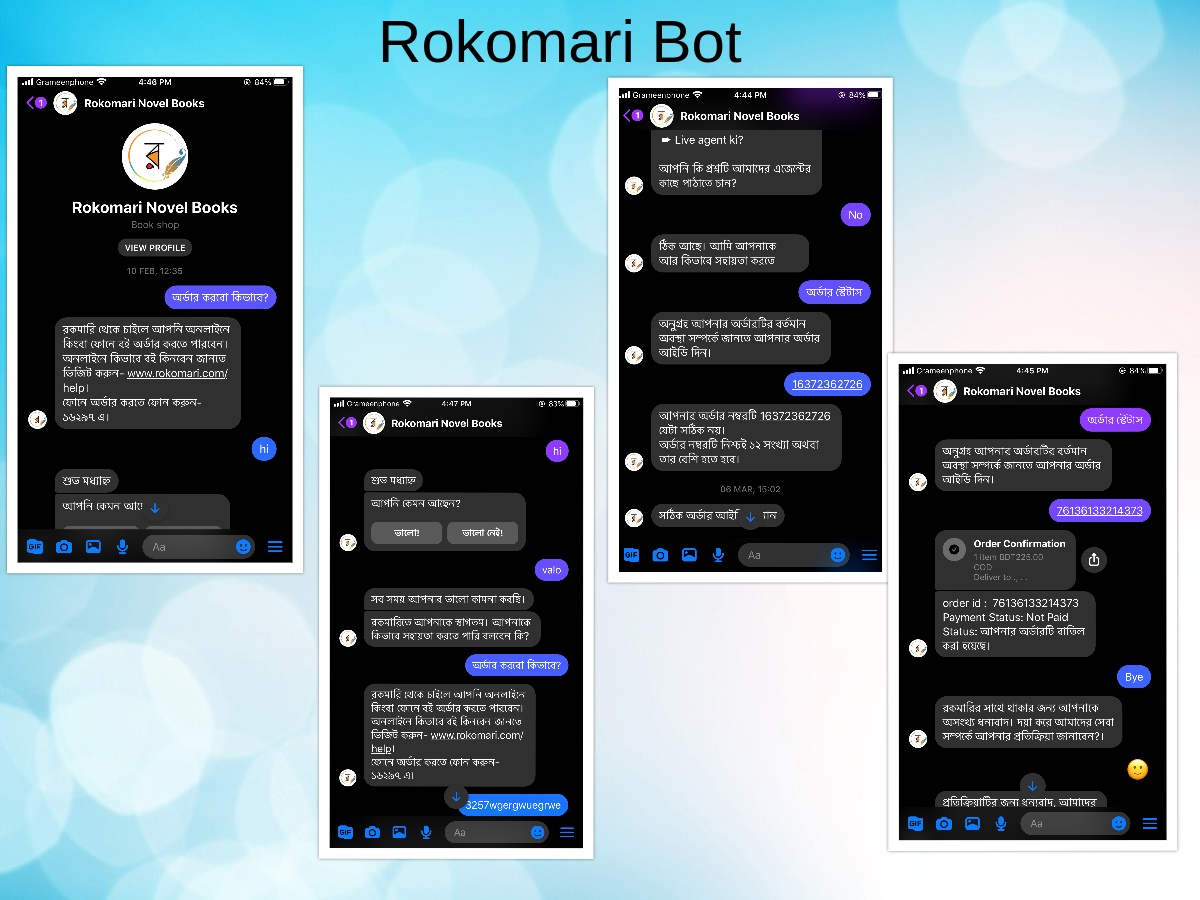 Rokomari Bot
Grameenphone 4:46 PM 84%
1 Rokomari Novel Books
র
Rokomari Novel Books
Book shop
VIEW PROFILE
10 FEB, 12:35
অর্ডার করবো কিভাবে?
রকমারি থেকে চাইলে আপনি অনলাইনে
কিংবা ফোনে বই অর্ডার করতে পারবেন।
অনলাইনে কিভাবে বই কিনবেন জানতে
ভিজিট করুন- www.rokomari.com/
help।
ফোনে অর্ডার করতে ফোন করুন-
১৬২৯৭ এ।
hi
শুভ মধ্যাহ্ন
আপনি কেমন আছে
GIF Aa
Grameenphone 4:47 PM 83%
1 Rokomari Novel Books
hi
শুভ মধ্যাহ্ন
আপনি কেমন আছেন?
ভালো! ভালো নেই!
valo
সব সময় আপনার ভালো কামনা করছি।
রকমারিতে আপনাকে স্বাগতম। আপনাকে
কিভাবে সহায়তা করতে পারি বলবেন কি?
অর্ডার করবো কিভাবে?
রকমারি থেকে চাইলে আপনি অনলাইনে
কিংবা ফোনে বই অর্ডার করতে পারবেন।
অনলাইনে কিভাবে বই কিনবেন জানতে
ভিজিট করুন- www.rokomari.com/
help।
ফোনে অর্ডার করতে ফোন করুন-
১৬২৯৭ এ।
3257wgergwuegrwe
GIF Aa
Grameenphone 4:44 PM 84%
1 Rokomari Novel Books
Live agent ki?
আপনি কি প্রশ্নটি আমাদের এজেন্টের
কাছে পাঠাতে চান?
No
ঠিক আছে। আমি আপনাকে
আর কিভাবে সহায়তা করতে
অর্ডার স্টেটাস
অনুগ্রহ আপনার অর্ডারটির বর্তমান
অবস্থা সম্পর্কে জানতে আপনার অর্ডার
আইডি দিন।
16372362726
আপনার অর্ডার নম্বরটি 16372362726
যেটা সঠিক নয়।
অর্ডার নম্বরটি নিশ্চই ১২ সংখ্যা অথবা
তার বেশি হতে হবে।
06 MAR, 15:02
সঠিক অর্ডার আইডি
GIF Aa
Grameenphone 4:45 PM 84%
1 Rokomari Novel Books
অর্ডার স্টেটাস
অনুগ্রহ আপনার অর্ডারটির বর্তমান
অবস্থা সম্পর্কে জানতে আপনার অর্ডার
আইডি দিন।
76136133214373
Order Confirmation
1 item BDT225.00
COD
Deliver to . , . .
order id : 76136133214373
Payment Status: Not Paid
Status: আপনার অর্ডারটি বাতিল
করা হয়েছে।
Bye
রকমারির সাথে থাকার জন্য আপনাকে
অসংখ্য ধন্যবাদ। দয়া করে আমাদের সেবা
সম্পর্কে আপনার প্রতিক্রিয়া জানাবেন?।
প্রতিক্রিয়াটির জন্য ধন্যবাদ, আমাদের
GIF Aa